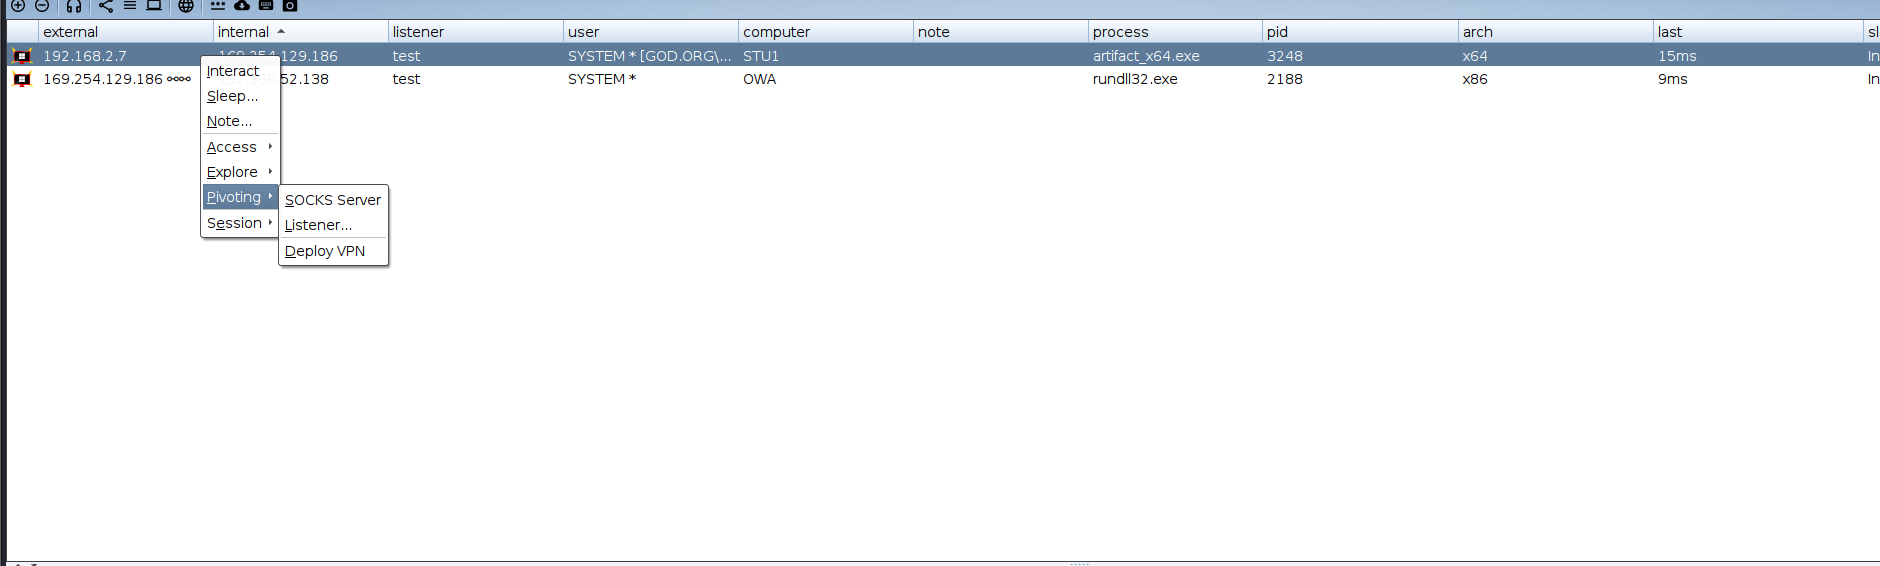 external internal listener user computer note process pid arch last sl
192.168.2.7 169.254.129.186 test SYSTEM * [GOD.ORG\... STU1 artifact_x64.exe 3248 x64 15ms In
169.254.129.186 52.138 test SYSTEM * OWA rundll32.exe 2188 x86 9ms In
Interact
Sleep...
Note...
Access
Explore
Pivoting
Session
SOCKS Server
Listener...
Deploy VPN